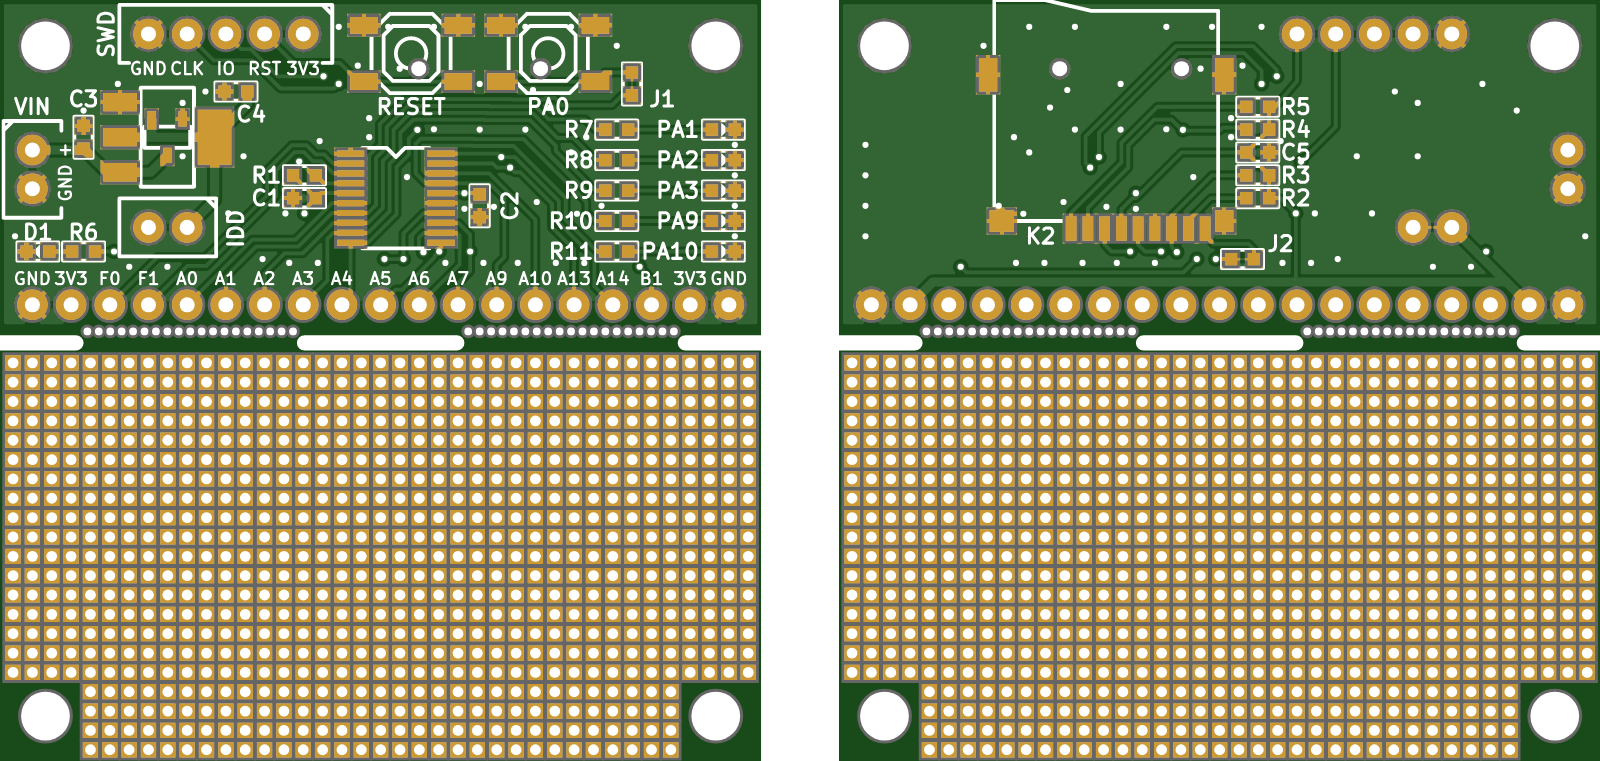 SWD
GND CLK IO RST 3V3
VIN
C3
C4
RESET
PA0
J1
+
GND
R1
C1
C2
R7
PA1
R8
PA2
R9
PA3
R10
PA9
R11
PA10
D1
R6
IDD
GND 3V3 F0 F1 A0 A1 A2 A3 A4 A5 A6 A7 A9 A10 A13 A14 B1 3V3 GND
R5
R4
C5
R3
R2
K2
J2